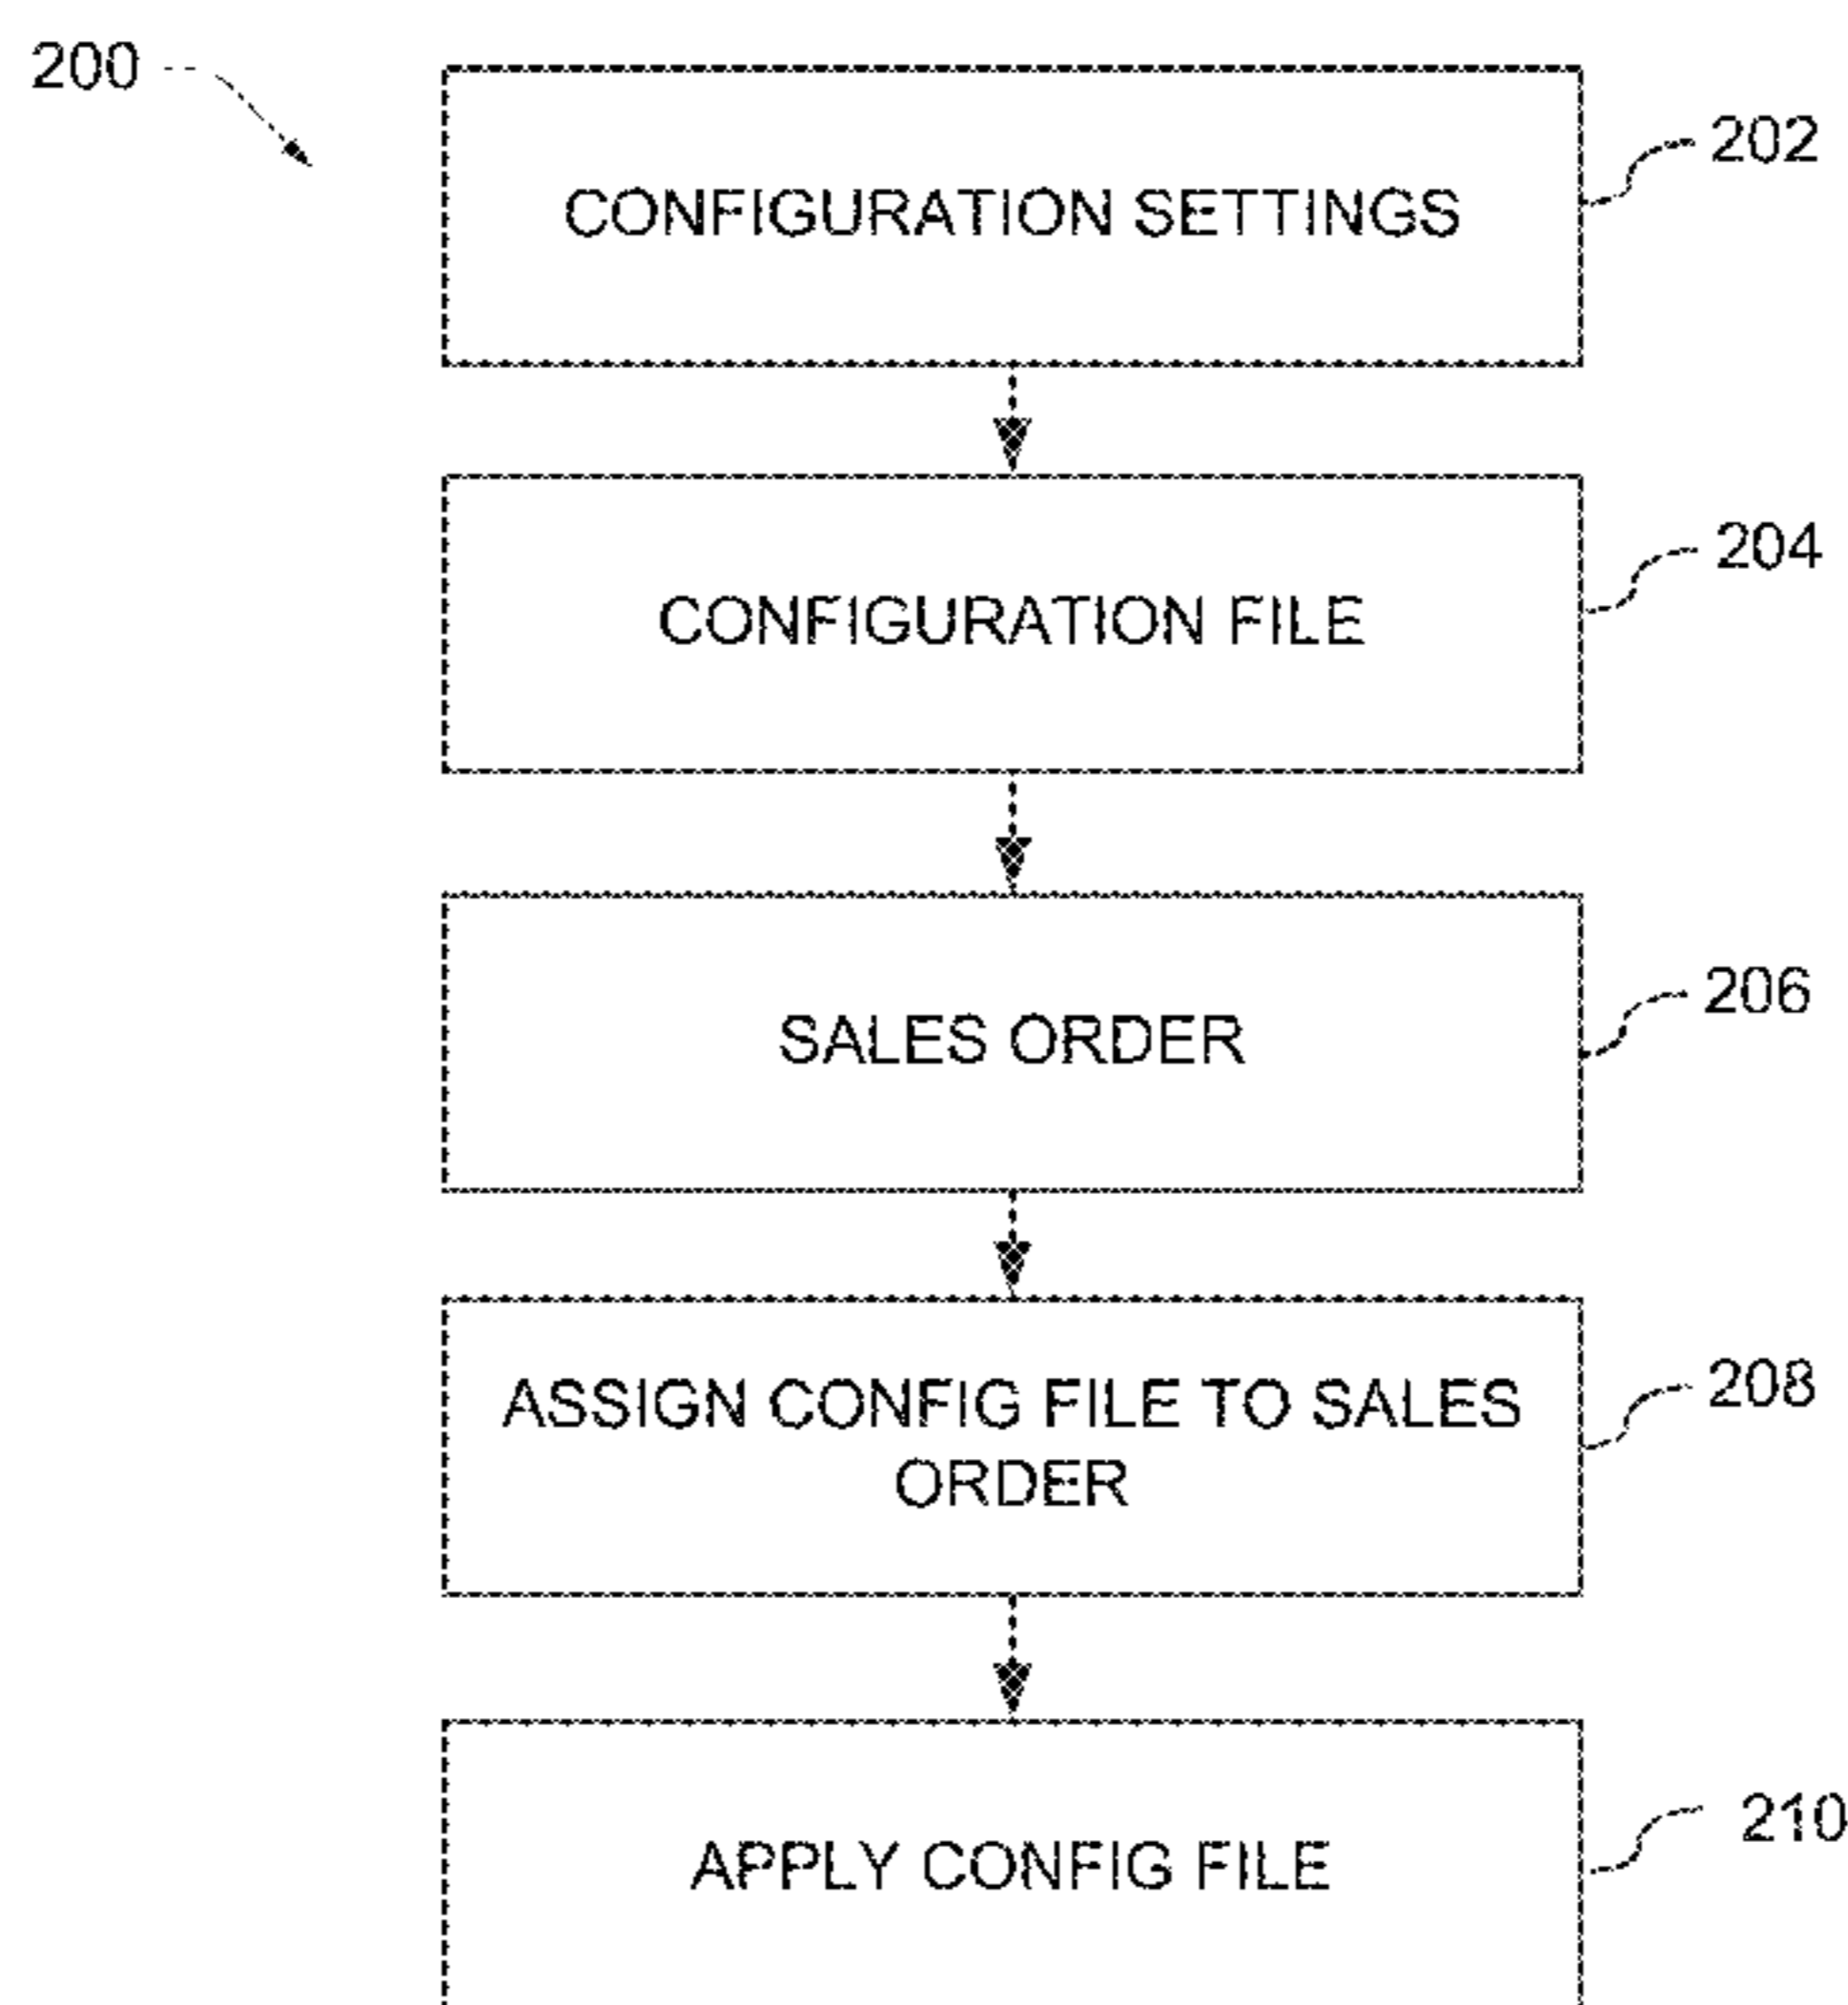 200
CONFIGURATION SETTINGS
202
CONFIGURATION FILE
204
SALES ORDER
206
ASSIGN CONFIG FILE TO SALES
ORDER
208
APPLY CONFIG FILE
210